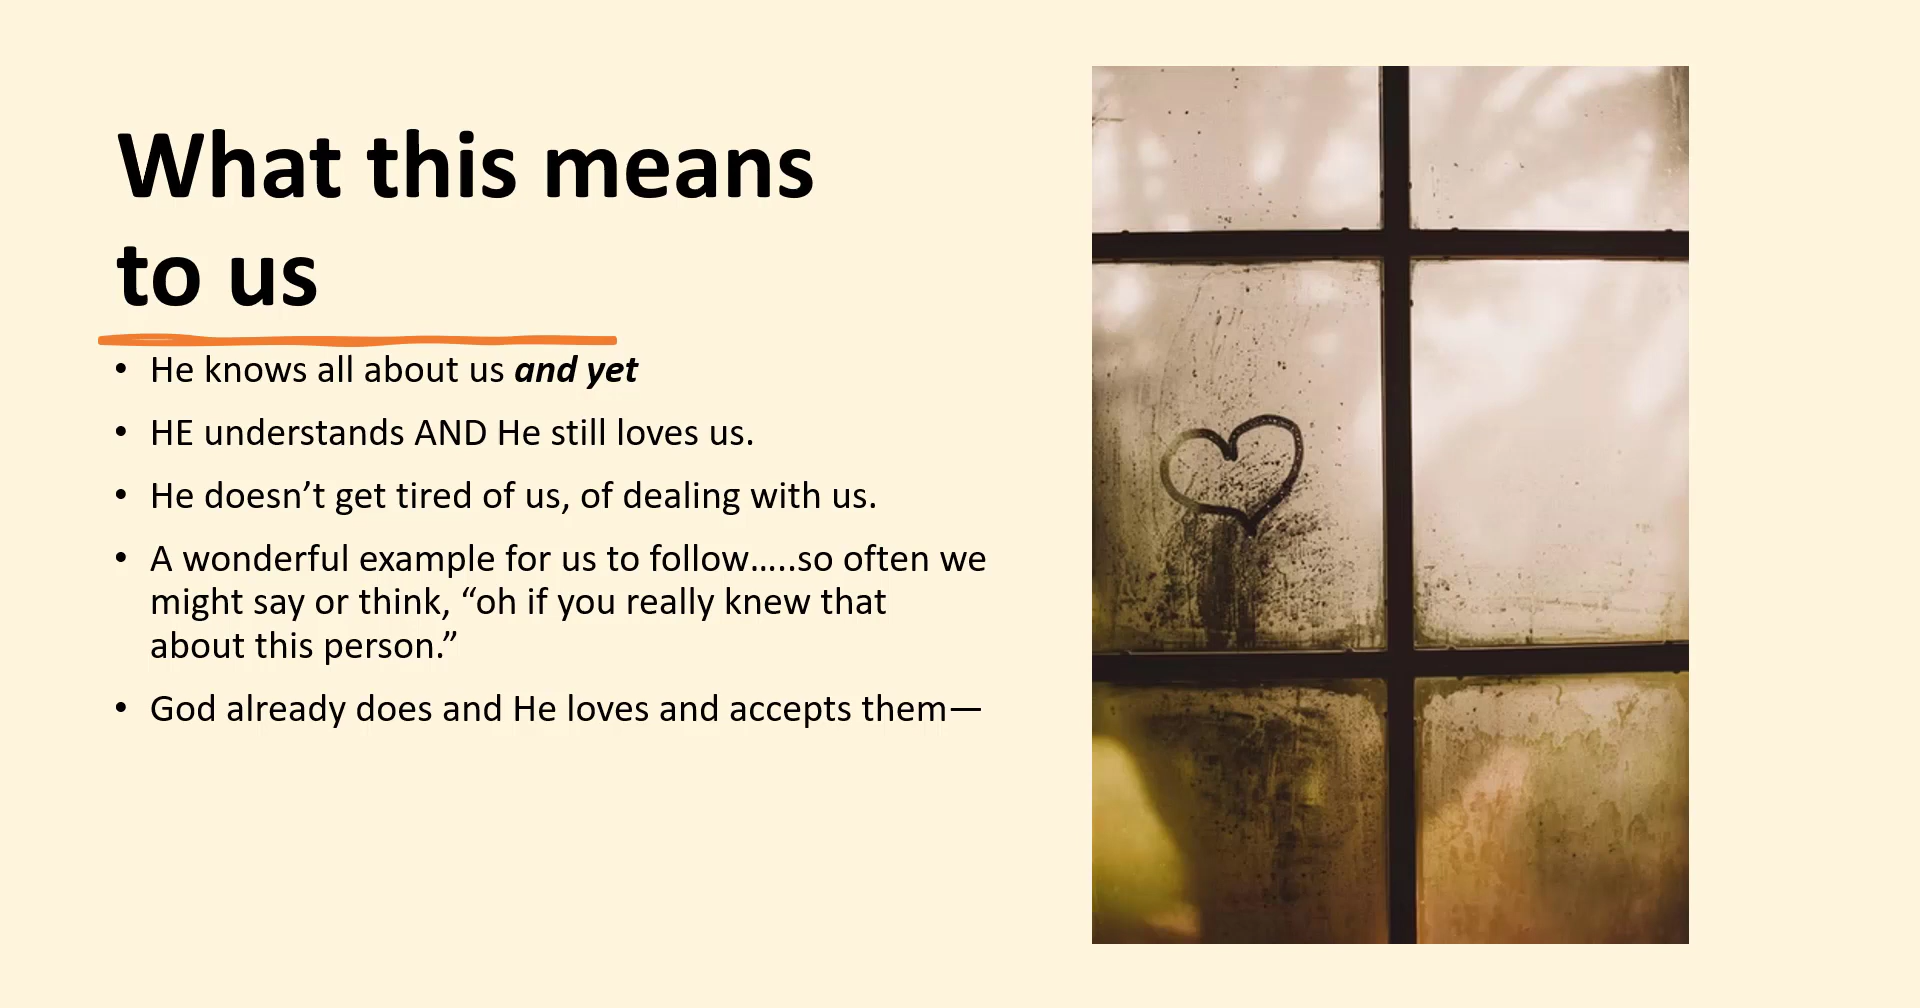 What this means
to us
• He knows all about us and yet
• HE understands AND He still loves us.
• He doesn’t get tired of us, of dealing with us.
• A wonderful example for us to follow…..so often we
might say or think, “oh if you really knew that
about this person.”
• God already does and He loves and accepts them—